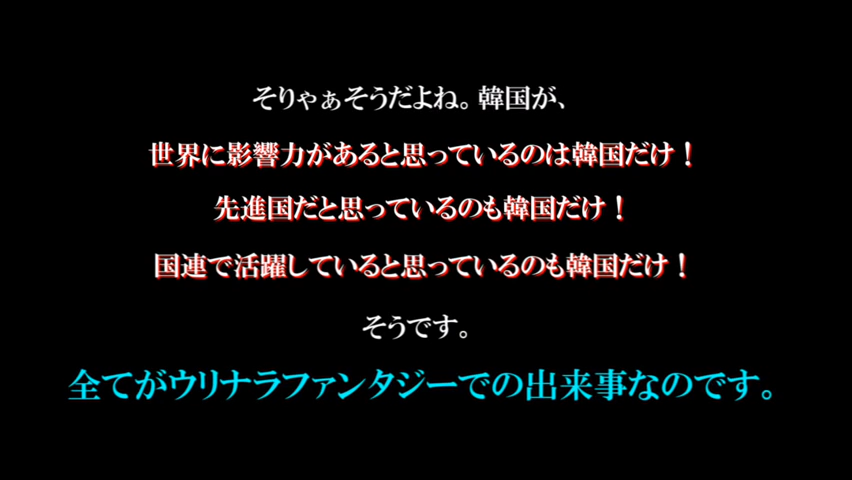 そりゃぁそうだよね。韓国が、
世界に影響力があると思っているのは韓国だけ！
先進国だと思っているのも韓国だけ！
国連で活躍していると思っているのも韓国だけ！
そうです。
全てがウリナラファンタジーでの出来事なのです。